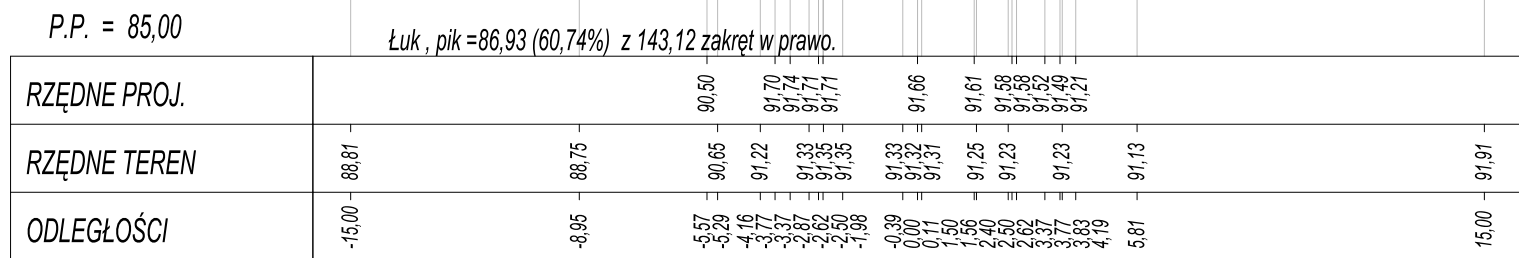 P.P. = 85,00
Łuk , pik =86,93 (60,74%) z 143,12 zakręt w prawo.
RZĘDNE PROJ. 90,50 91,70 91,74 91,71 91,71 91,66 91,61 91,58 91,58 91,52 91,49 91,21
RZĘDNE TEREN 88,81 88,75 90,65 91,22 91,33 91,35 91,35 91,33 91,32 91,31 91,25 91,23 91,23 91,13 91,91
ODLEGŁOŚCI -15,00 -8,95 -5,57 -5,29 -4,16 -3,77 -3,37 -2,87 -2,62 -2,50 -1,98 -0,39 0,00 0,11 1,50 1,56 2,40 2,50 2,62 3,37 3,77 3,83 4,19 5,81 15,00